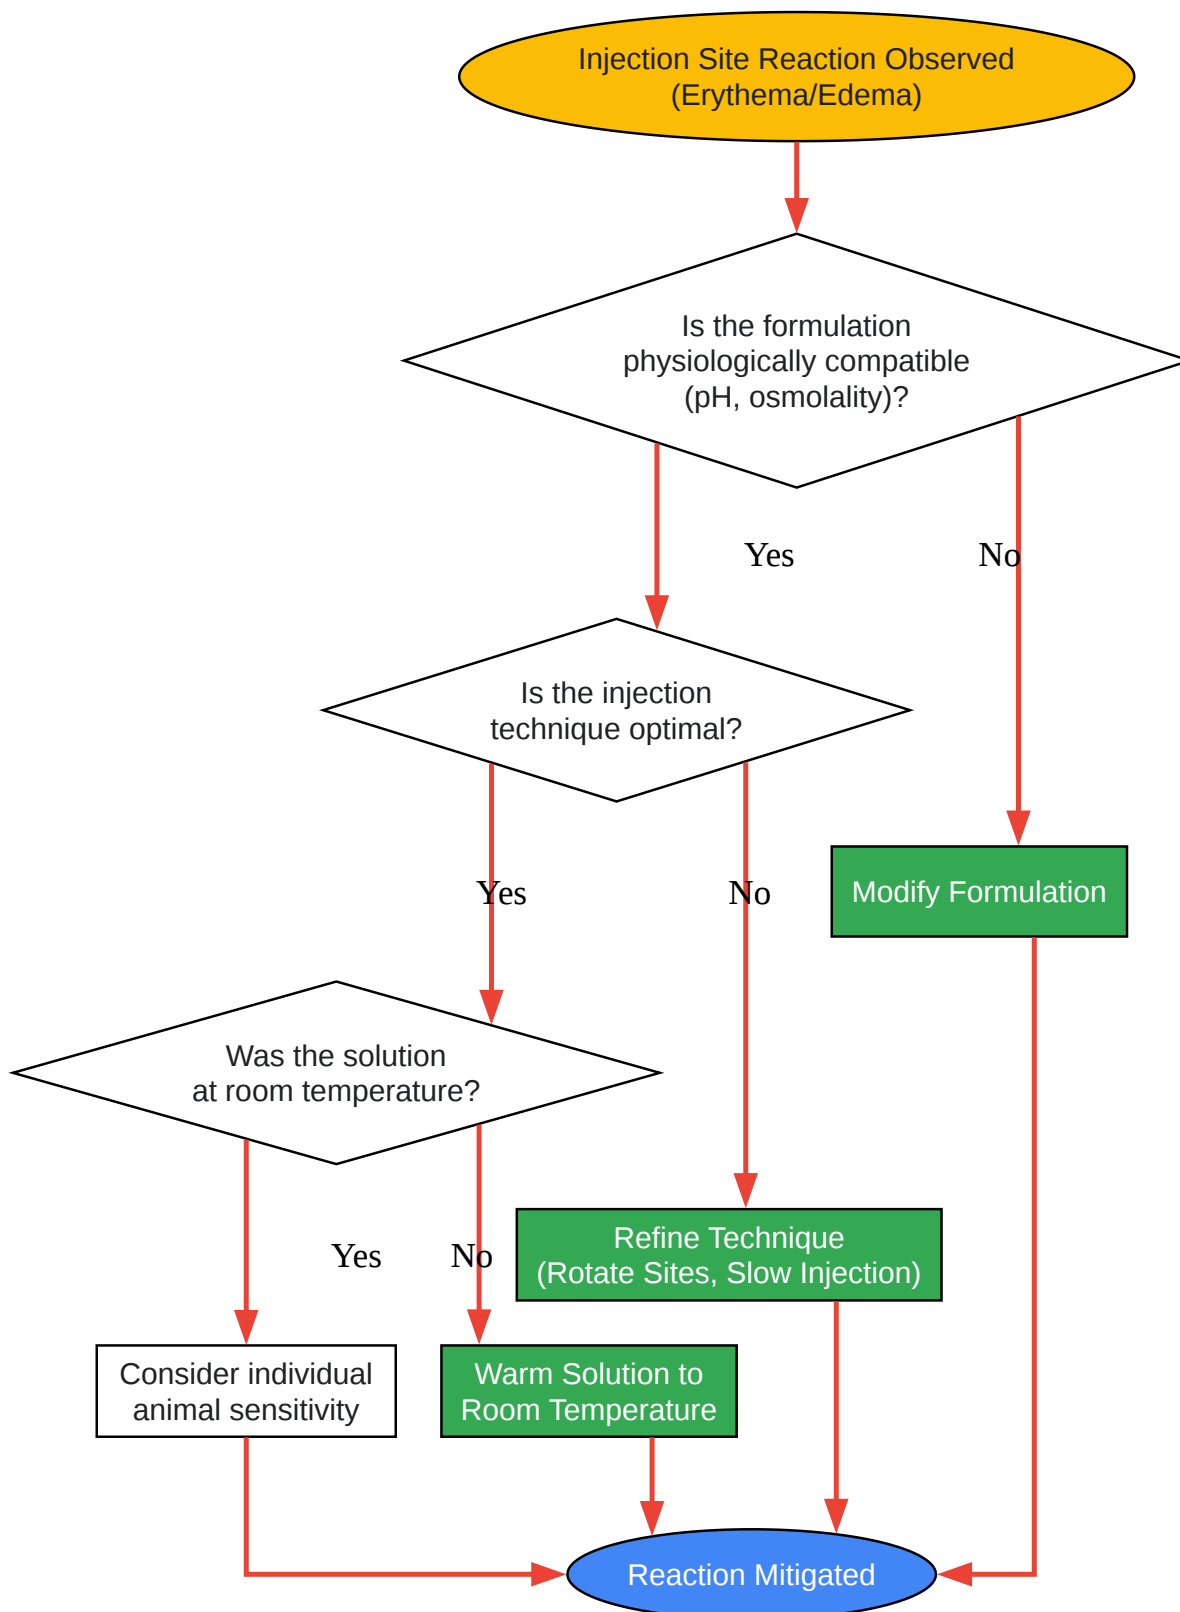 Injection Site Reaction Observed
(Erythema/Edema)
Is the formulation
physiologically compatible
(pH, osmolality)?
Yes
No
Is the injection
technique optimal?
Yes
No
Modify Formulation
Was the solution
at room temperature?
Yes
No
Refine Technique
(Rotate Sites, Slow Injection)
Consider individual
animal sensitivity
Warm Solution to
Room Temperature
Reaction Mitigated